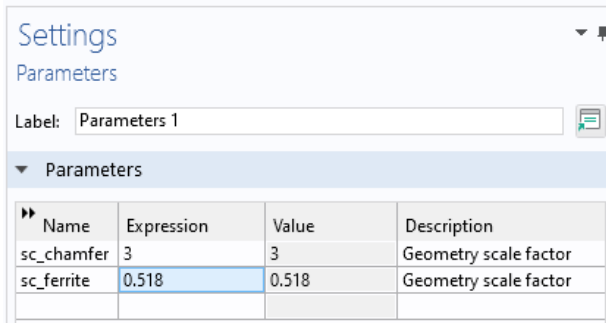 Settings
Parameters
Label: Parameters 1
Parameters
Name Expression Value Description
sc_chamfer 3 3 Geometry scale factor
sc_ferrite 0.518 0.518 Geometry scale factor